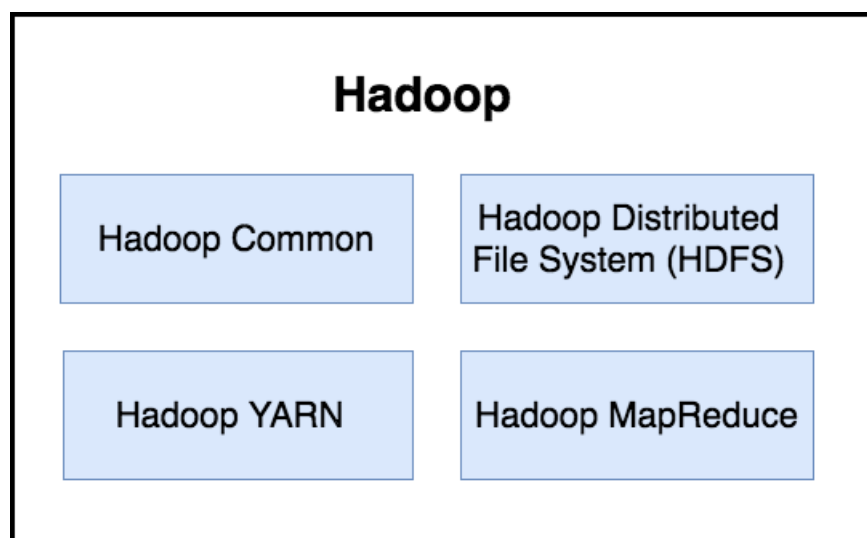 Hadoop
Hadoop Common
Hadoop Distributed
File System (HDFS)
Hadoop YARN
Hadoop MapReduce